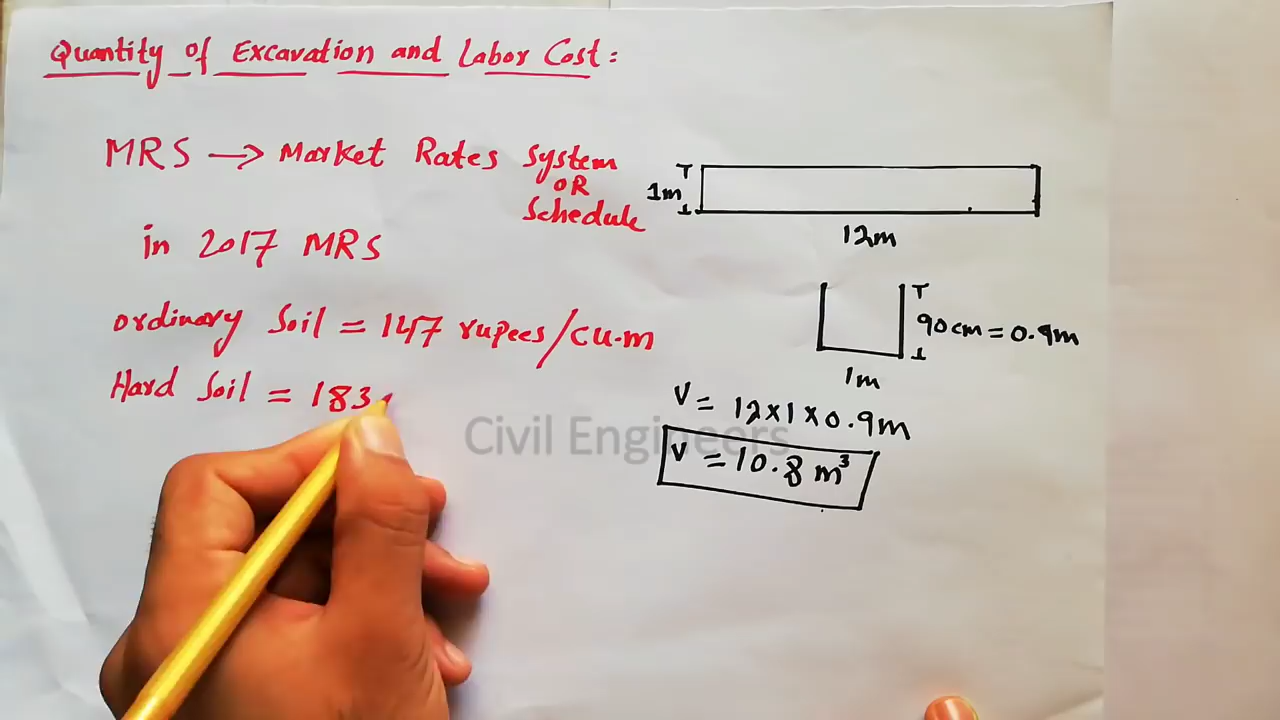 Quantity of Excavation and Labor Cost:
MRS → Market Rates System
OR
Schedule
in 2017 MRS
ordinary Soil = 147 rupees/cu.m
Hard Soil = 183
1m
12m
90cm = 0.9m
1m
V = 12x1x0.9m
V = 10.8 m³
Civil Engineers